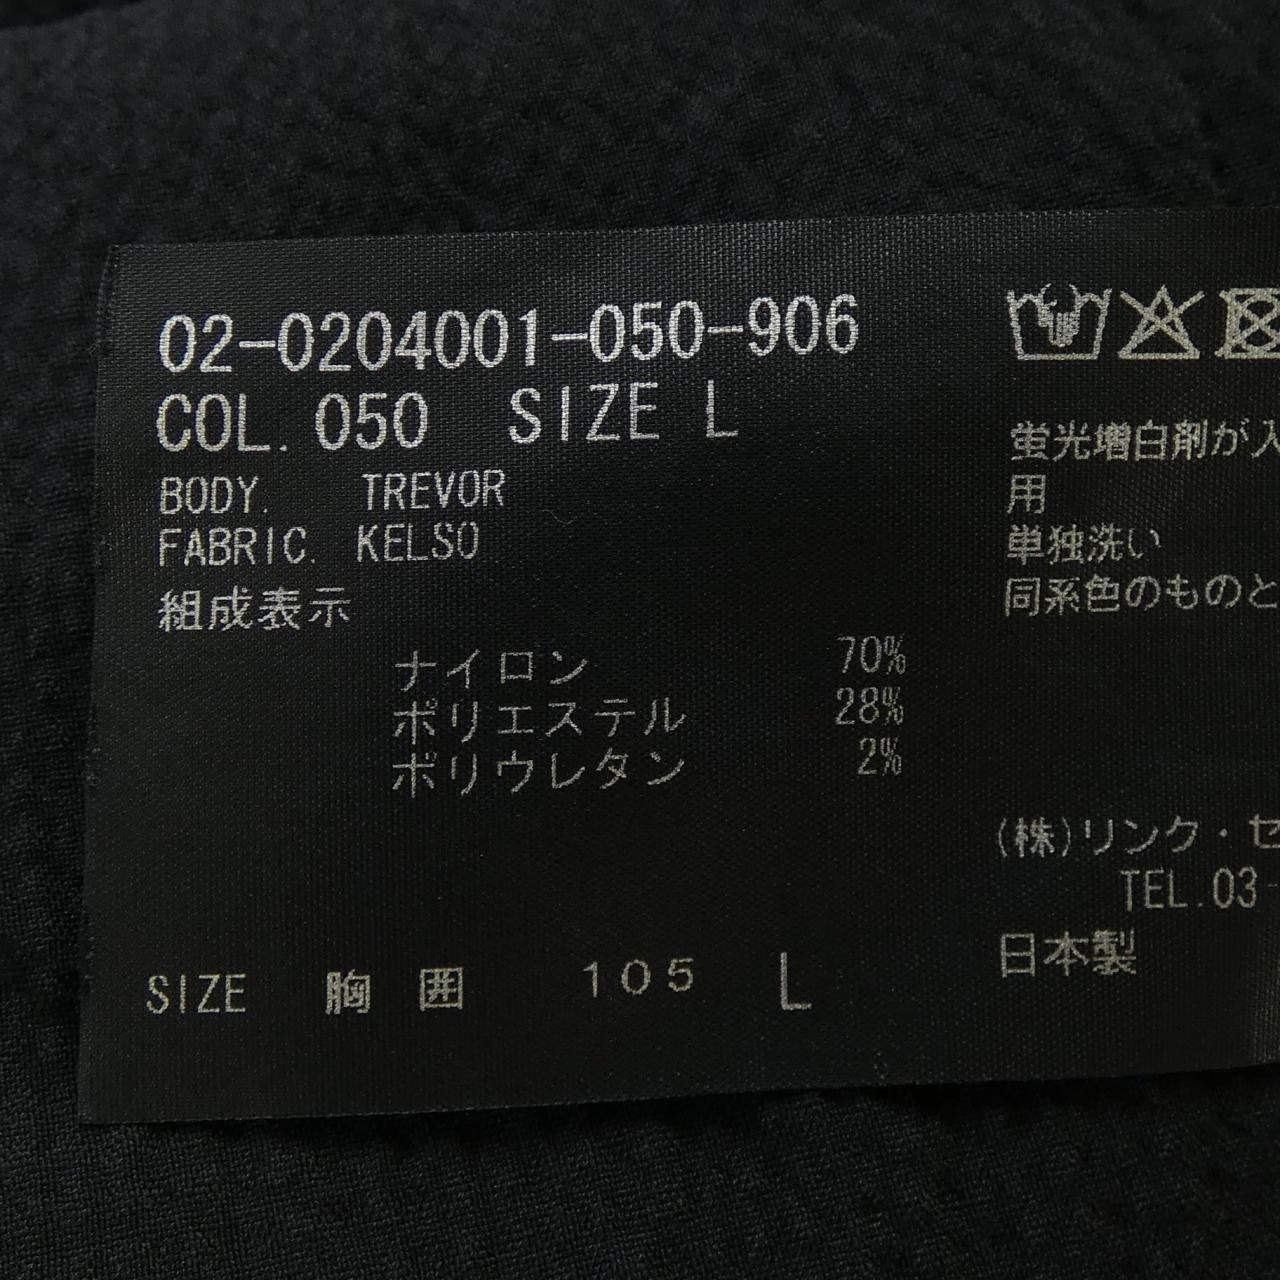 02-0204001-050-906
COL. 050 SIZE L
BODY. TREVOR
FABRIC. KELSO
組成表示
ナイロン 70%
ポリエステル 28%
ポリウレタン 2%
SIZE 胸囲 105 L
蛍光増白剤が入
用
単独洗い
同系色のものと
(株)リンク・セ
TEL.03-
日本製